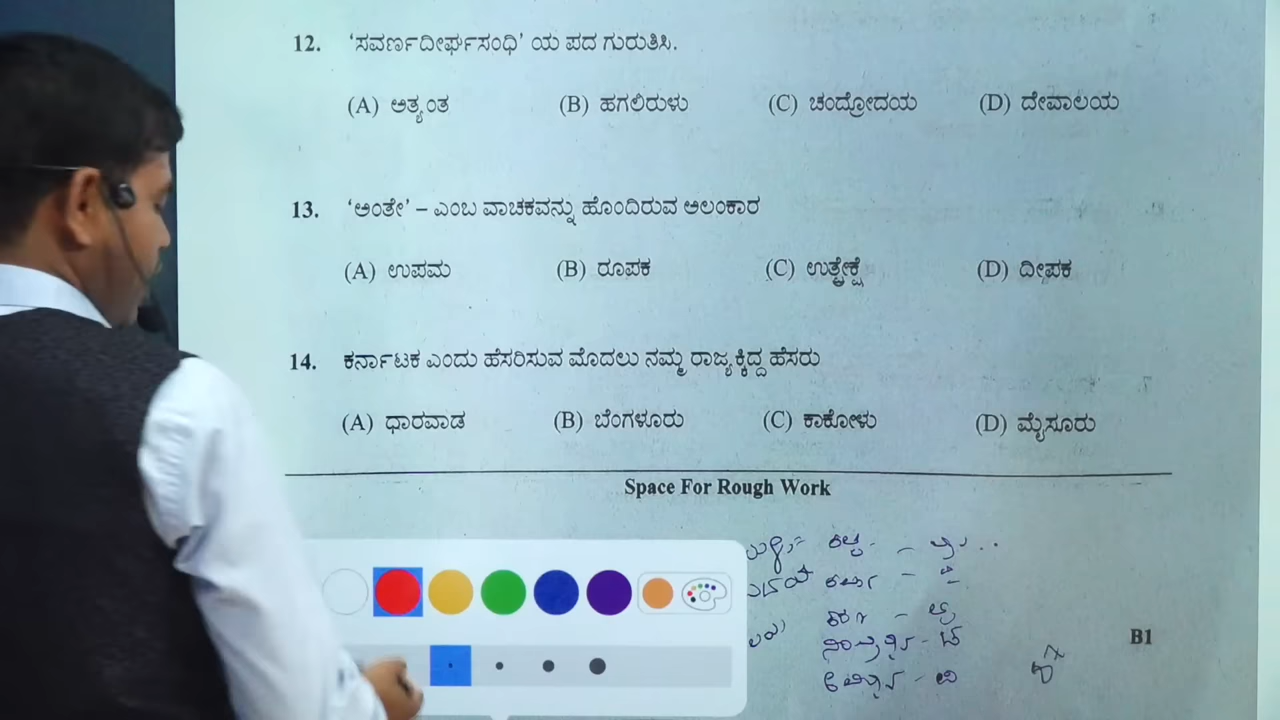 12. 'ಸವರ್ಣದೀರ್ಘಸಂಧಿ' ಯ ಪದ ಗುರುತಿಸಿ.
(A) ಅತ್ಯಂತ (B) ಹಗಲಿರುಳು (C) ಚಂದ್ರೋದಯ (D) ದೇವಾಲಯ
13. 'ಅಂತೇ' – ಎಂಬ ವಾಚಕವನ್ನು ಹೊಂದಿರುವ ಅಲಂಕಾರ
(A) ಉಪಮ (B) ರೂಪಕ (C) ಉತ್ಪ್ರೇಕ್ಷೆ (D) ದೀಪಕ
14. ಕರ್ನಾಟಕ ಎಂದು ಹೆಸರಿಸುವ ಮೊದಲು ನಮ್ಮ ರಾಜ್ಯಕ್ಕಿದ್ದ ಹೆಸರು
(A) ಧಾರವಾಡ (B) ಬೆಂಗಳೂರು (C) ಕಾಕೋಳು (D) ಮೈಸೂರು
Space For Rough Work
B1